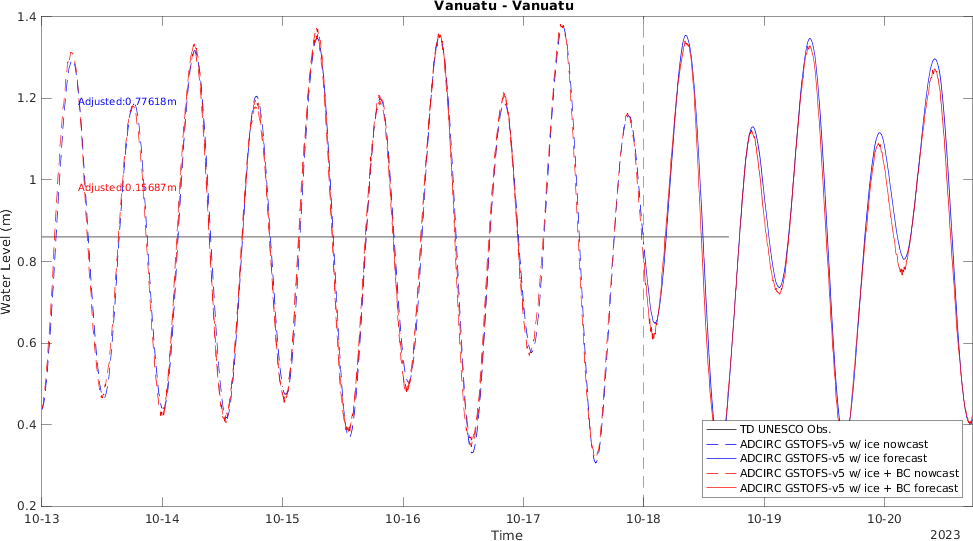 Vanuatu - Vanuatu
1.4
1.2
1
0.8
0.6
0.4
0.2
Water Level (m)
Adjusted:0.77618m
Adjusted:0.15687m
TD UNESCO Obs.
ADCIRC GSTOFS-v5 w/ ice nowcast
ADCIRC GSTOFS-v5 w/ ice forecast
ADCIRC GSTOFS-v5 w/ ice + BC nowcast
ADCIRC GSTOFS-v5 w/ ice + BC forecast
10-13 10-14 10-15 10-16 10-17 10-18 10-19 10-20
Time
2023